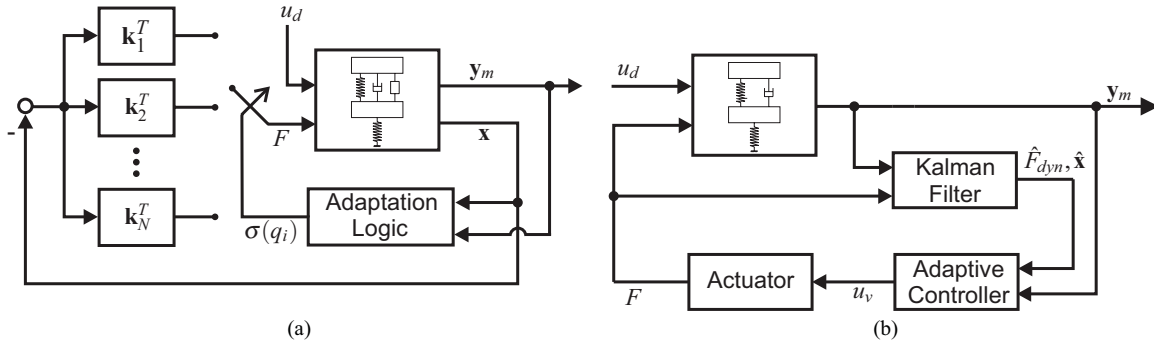 k_1^T
k_2^T
k_N^T
-
u_d
F
y_m
x
Adaptation
Logic
σ(q_i)
(a)
u_d
y_m
Kalman
Filter
F̂_dyn, x̂
Actuator
Adaptive
Controller
F
u_v
(b)